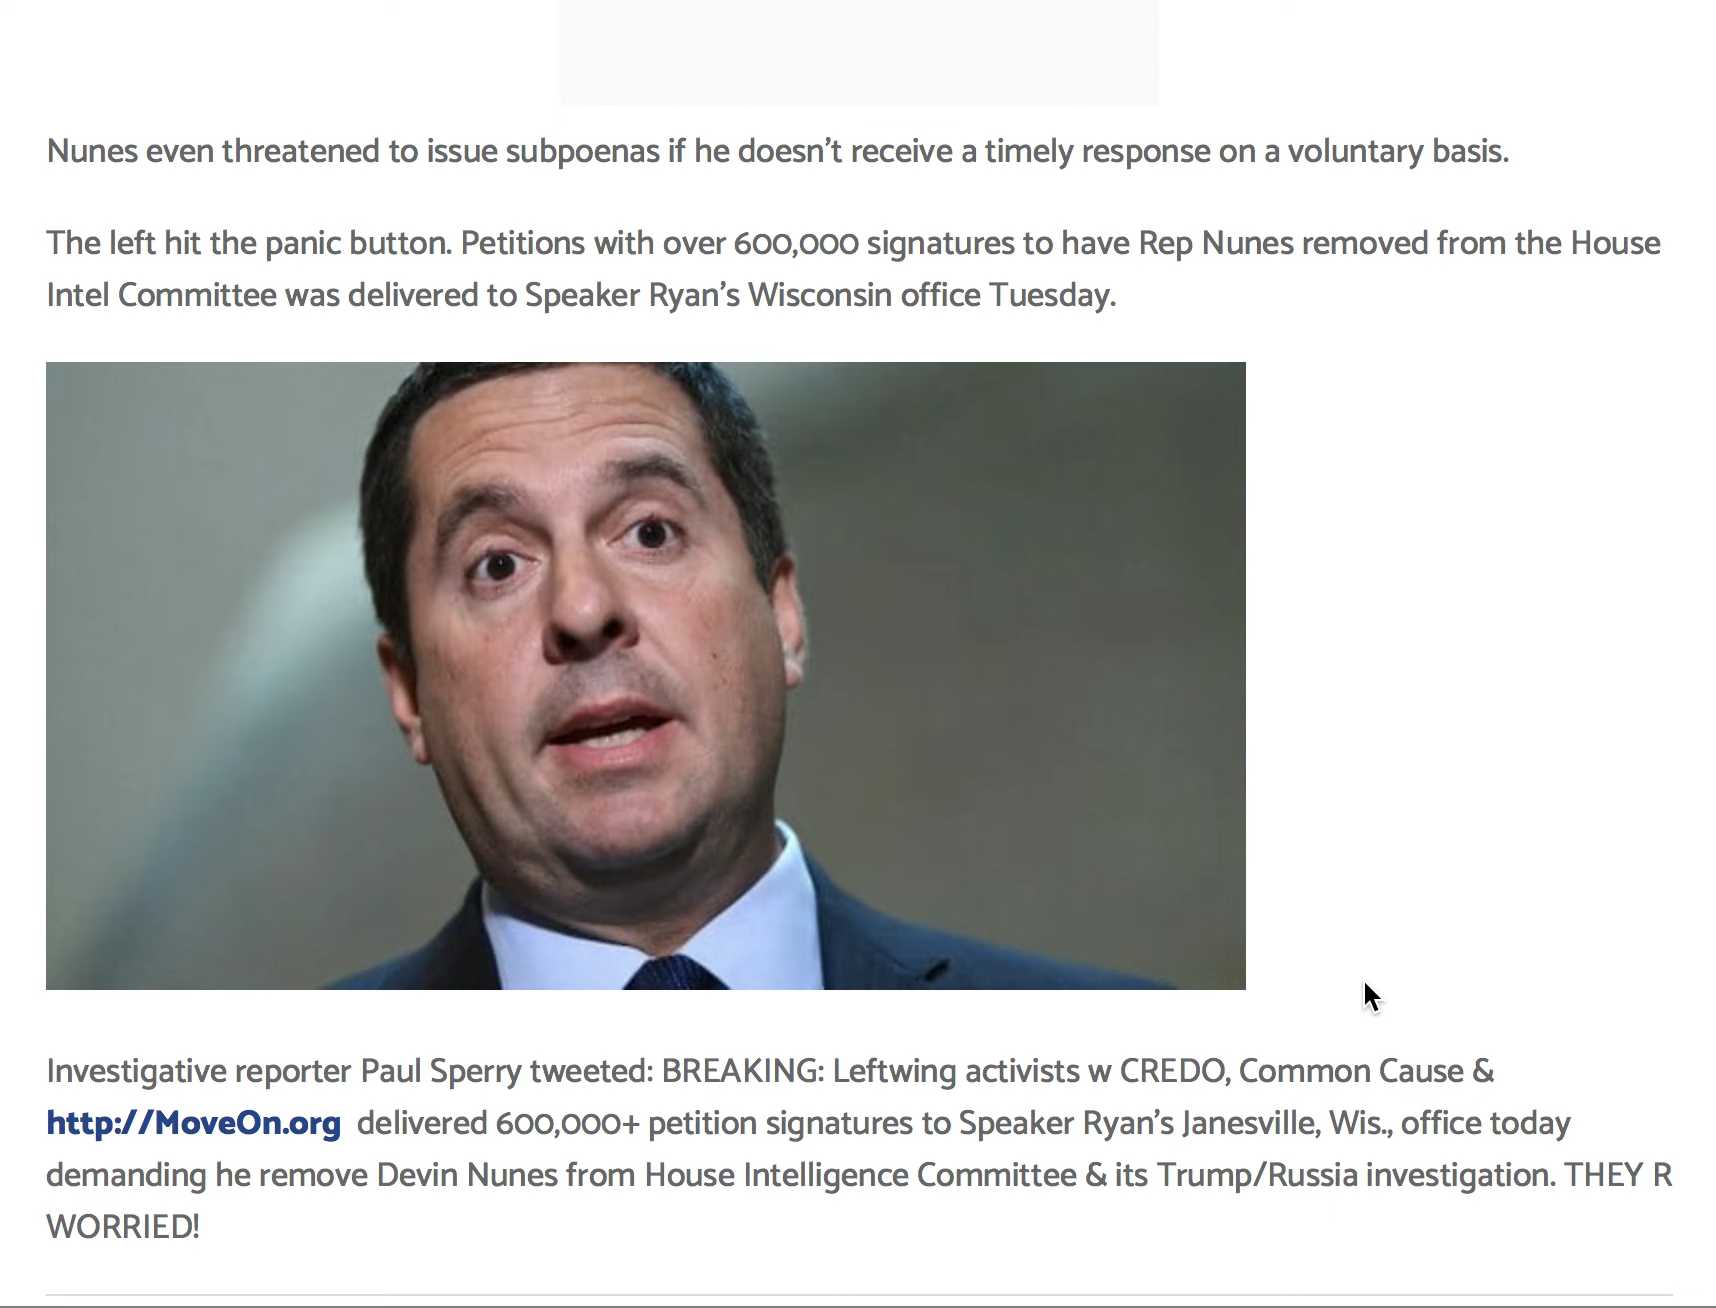 Nunes even threatened to issue subpoenas if he doesn’t receive a timely response on a voluntary basis.
The left hit the panic button. Petitions with over 600,000 signatures to have Rep Nunes removed from the House
Intel Committee was delivered to Speaker Ryan’s Wisconsin office Tuesday.
Investigative reporter Paul Sperry tweeted: BREAKING: Leftwing activists w CREDO, Common Cause &
http://MoveOn.org delivered 600,000+ petition signatures to Speaker Ryan’s Janesville, Wis., office today
demanding he remove Devin Nunes from House Intelligence Committee & its Trump/Russia investigation. THEY R
WORRIED!